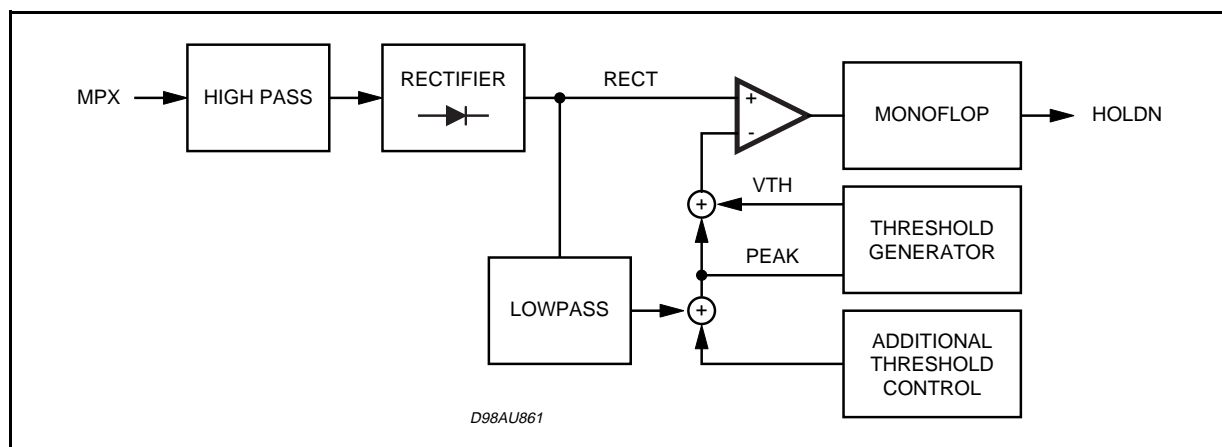 MPX
HIGH PASS
RECTIFIER
RECT
+
-
MONOFLOP
HOLDN
VTH
+
THRESHOLD
GENERATOR
PEAK
LOWPASS
+
ADDITIONAL
THRESHOLD
CONTROL
D98AU861